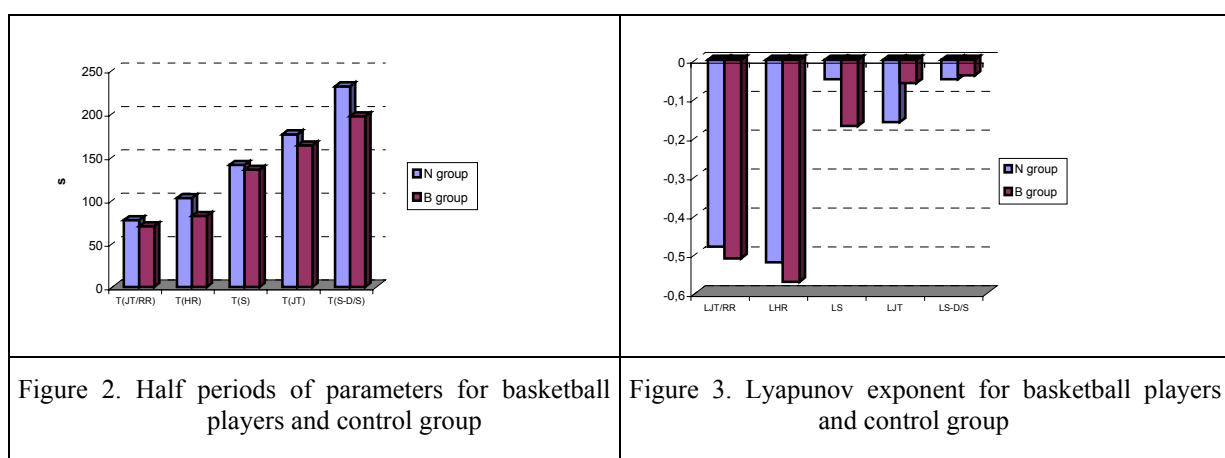 250
200
150
100
50
0
s
T(JT/RR) T(HR) T(S) T(JT) T(S-D/S)
N group
B group
Figure 2. Half periods of parameters for basketball
players and control group
0
-0,1
-0,2
-0,3
-0,4
-0,5
-0,6
LJT/RR LHR LS LJT LS-D/S
N group
B group
Figure 3. Lyapunov exponent for basketball players
and control group